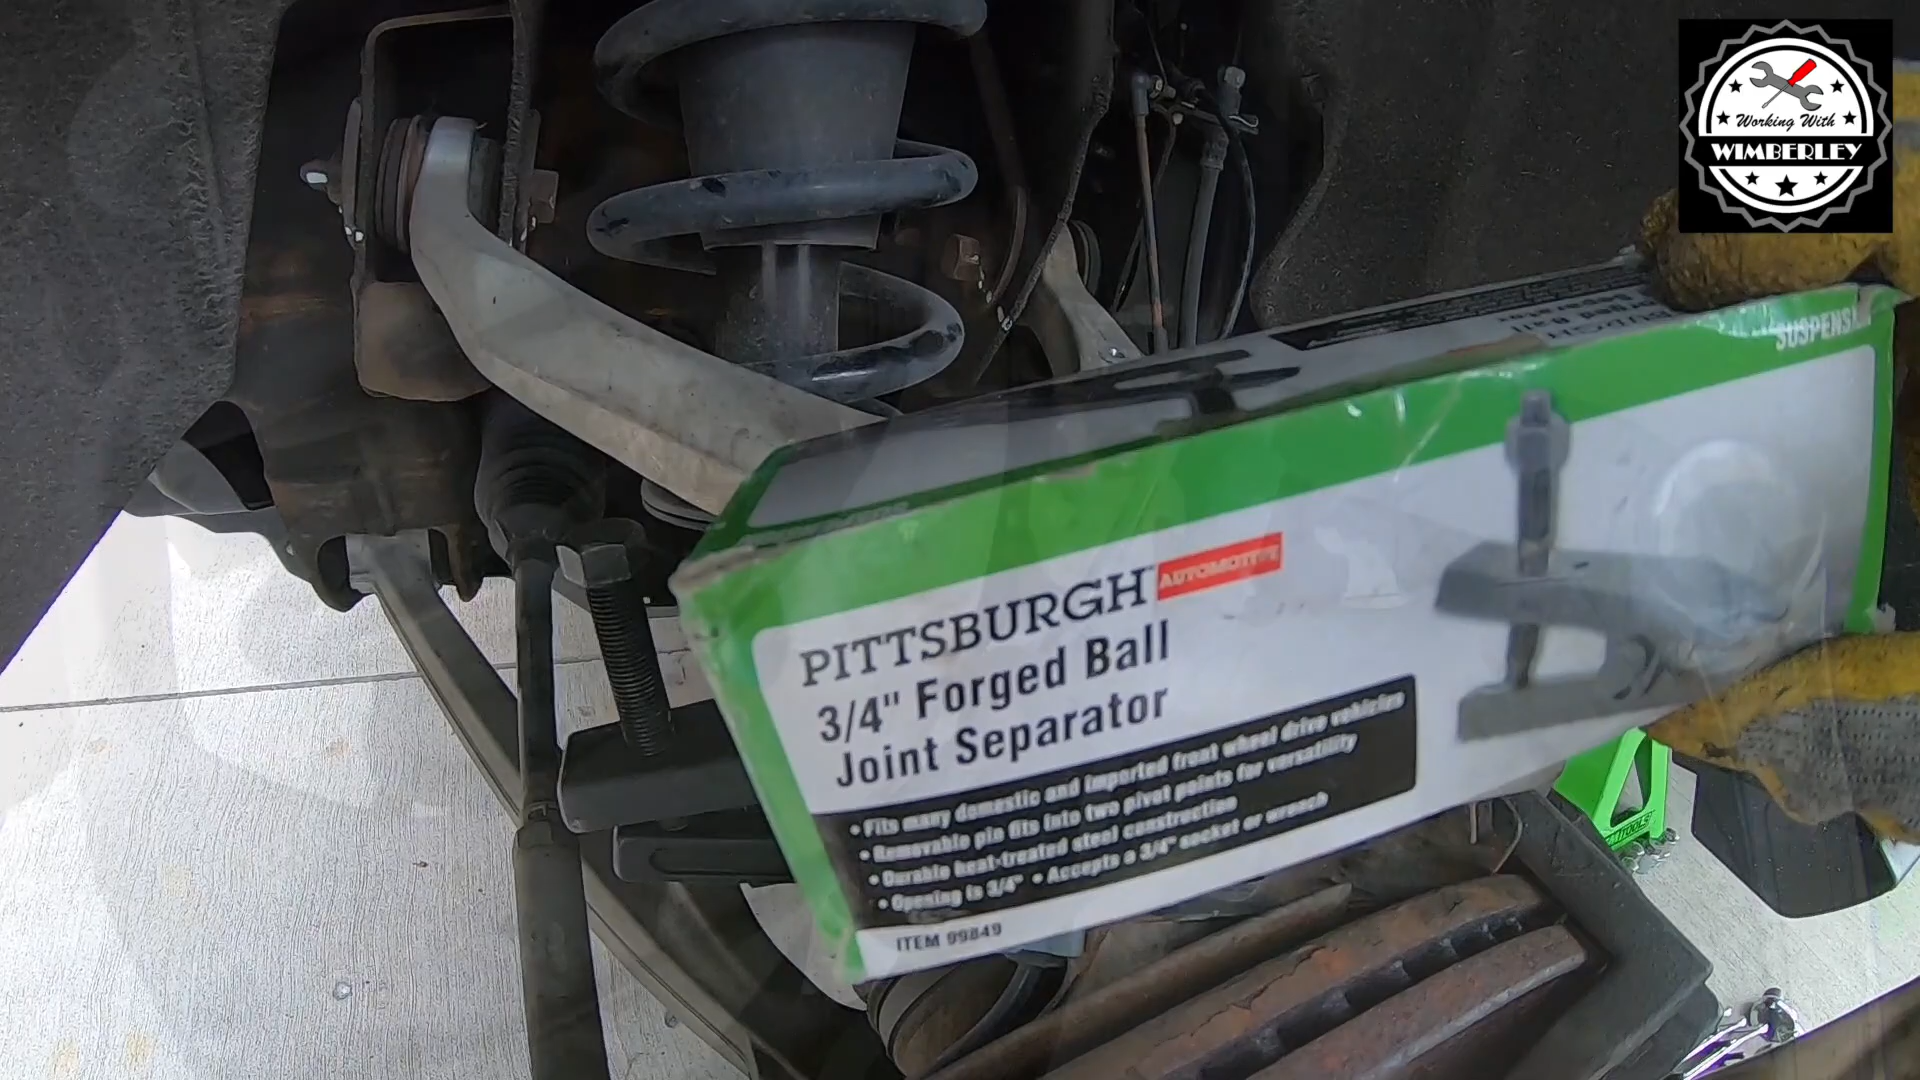 Working With
WIMBERLEY
SUSPENSI
PITTSBURGH AUTOMOTIVE
3/4" Forged Ball
Joint Separator
• Fits many domestic and imported front wheel drive vehicles
• Removable pin fits into two pivot points for versatility
• Durable heat-treated steel construction
• Opening is 3/4" • Accepts a 3/4" socket or wrench
ITEM 99849